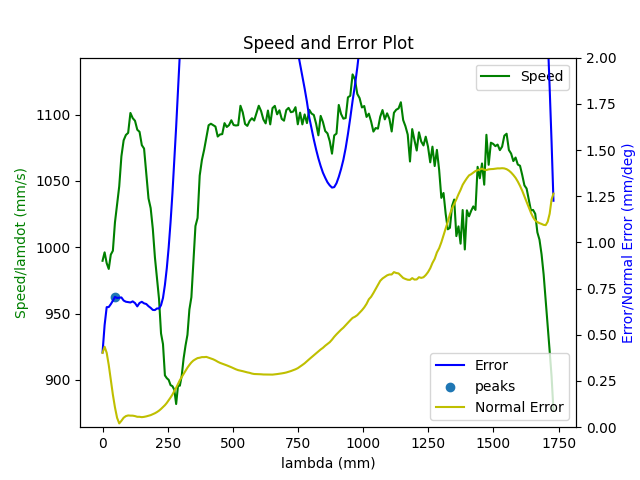 Speed and Error Plot
Speed
Speed/lamdot (mm/s)
1100
1050
1000
950
900
2.00
1.75
1.50
1.25
1.00
0.75
0.50
0.25
0.00
Error/Normal Error (mm/deg)
Error
peaks
Normal Error
0 250 500 750 1000 1250 1500 1750
lambda (mm)